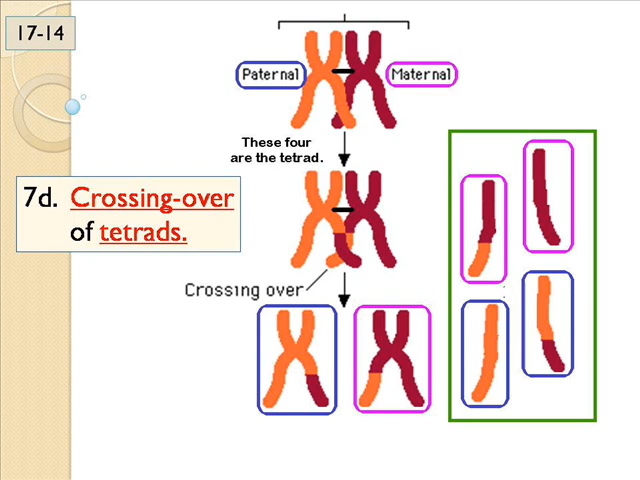 17-14
Paternal
Maternal
These four
are the tetrad.
7d. Crossing-over
of tetrads.
Crossing over